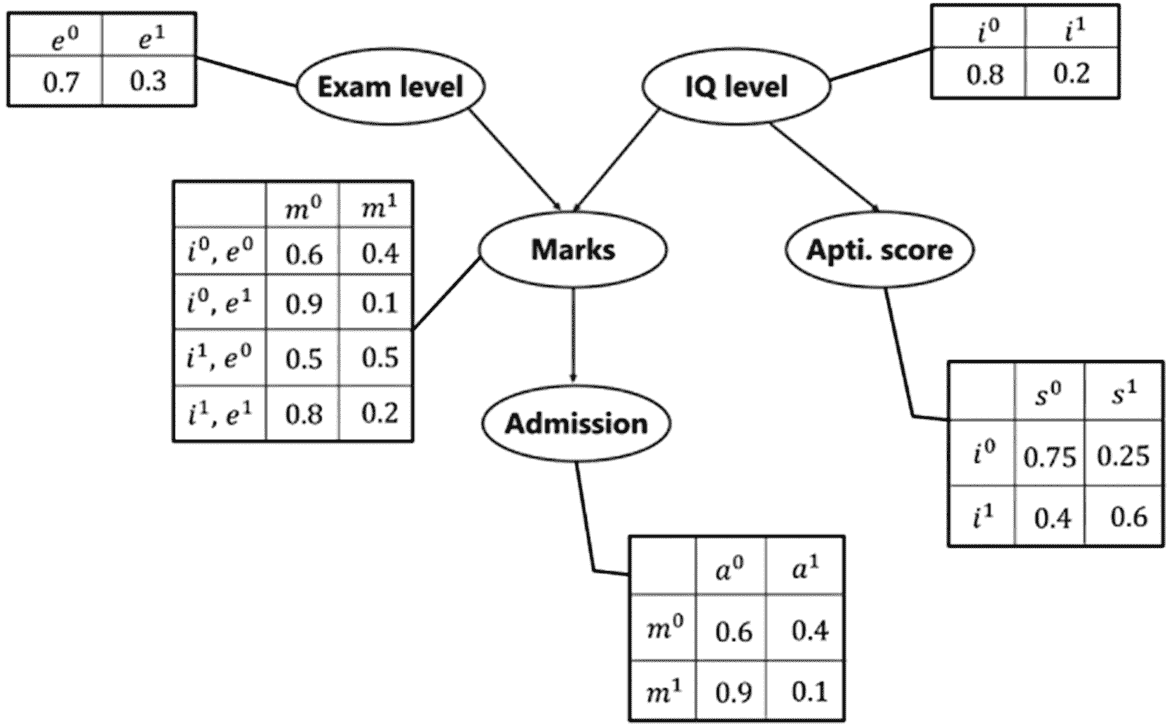 e⁰ e¹
0.7 0.3
Exam level
IQ level
i⁰ i¹
0.8 0.2
m⁰ m¹
i⁰, e⁰ 0.6 0.4
i⁰, e¹ 0.9 0.1
i¹, e⁰ 0.5 0.5
i¹, e¹ 0.8 0.2
Marks
Apti. score
Admission
s⁰ s¹
i⁰ 0.75 0.25
i¹ 0.4 0.6
a⁰ a¹
m⁰ 0.6 0.4
m¹ 0.9 0.1